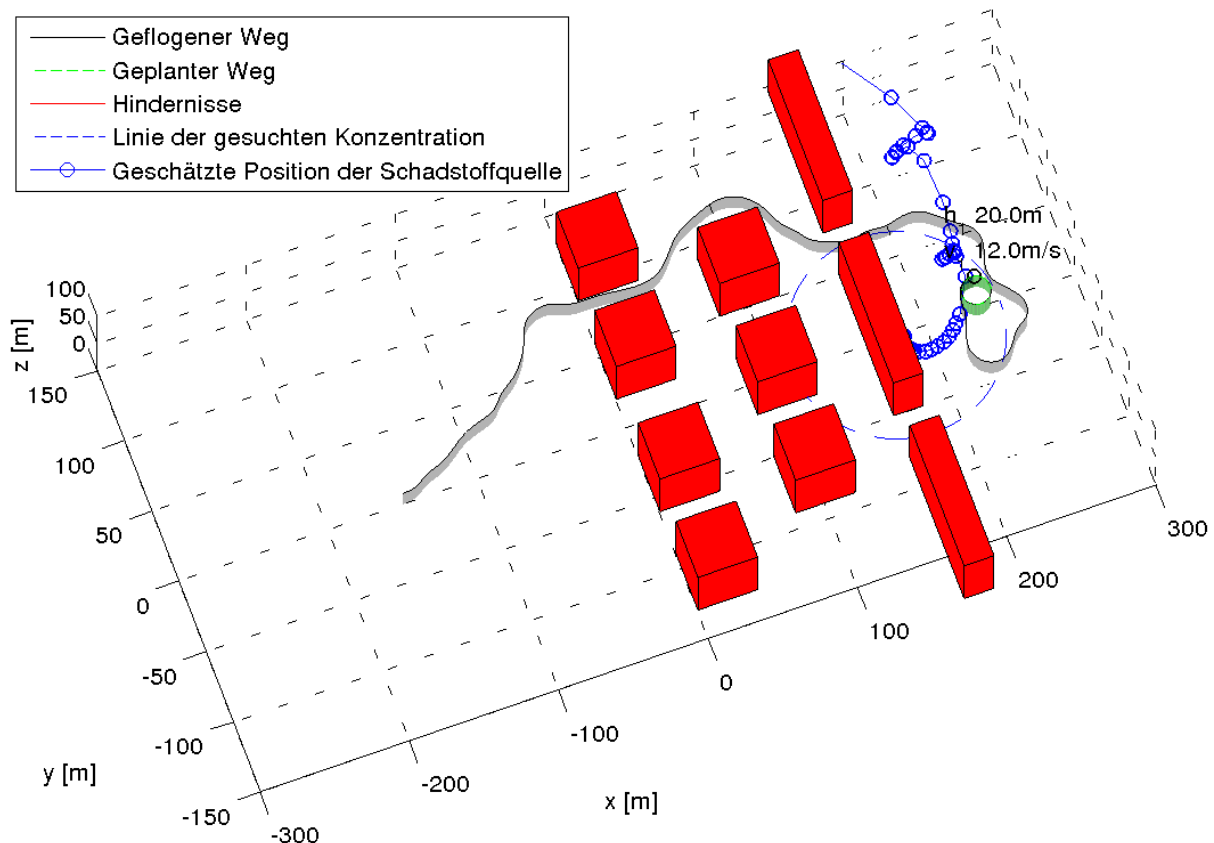 Geflogener Weg
Geplanter Weg
Hindernisse
Linie der gesuchten Konzentration
Geschätzte Position der Schadstoffquelle
h 20.0m
12.0m/s
100
50
0
z [m]
150
100
50
0
-50
-100
-150
y [m]
-300
-200
-100
0
100
200
300
x [m]